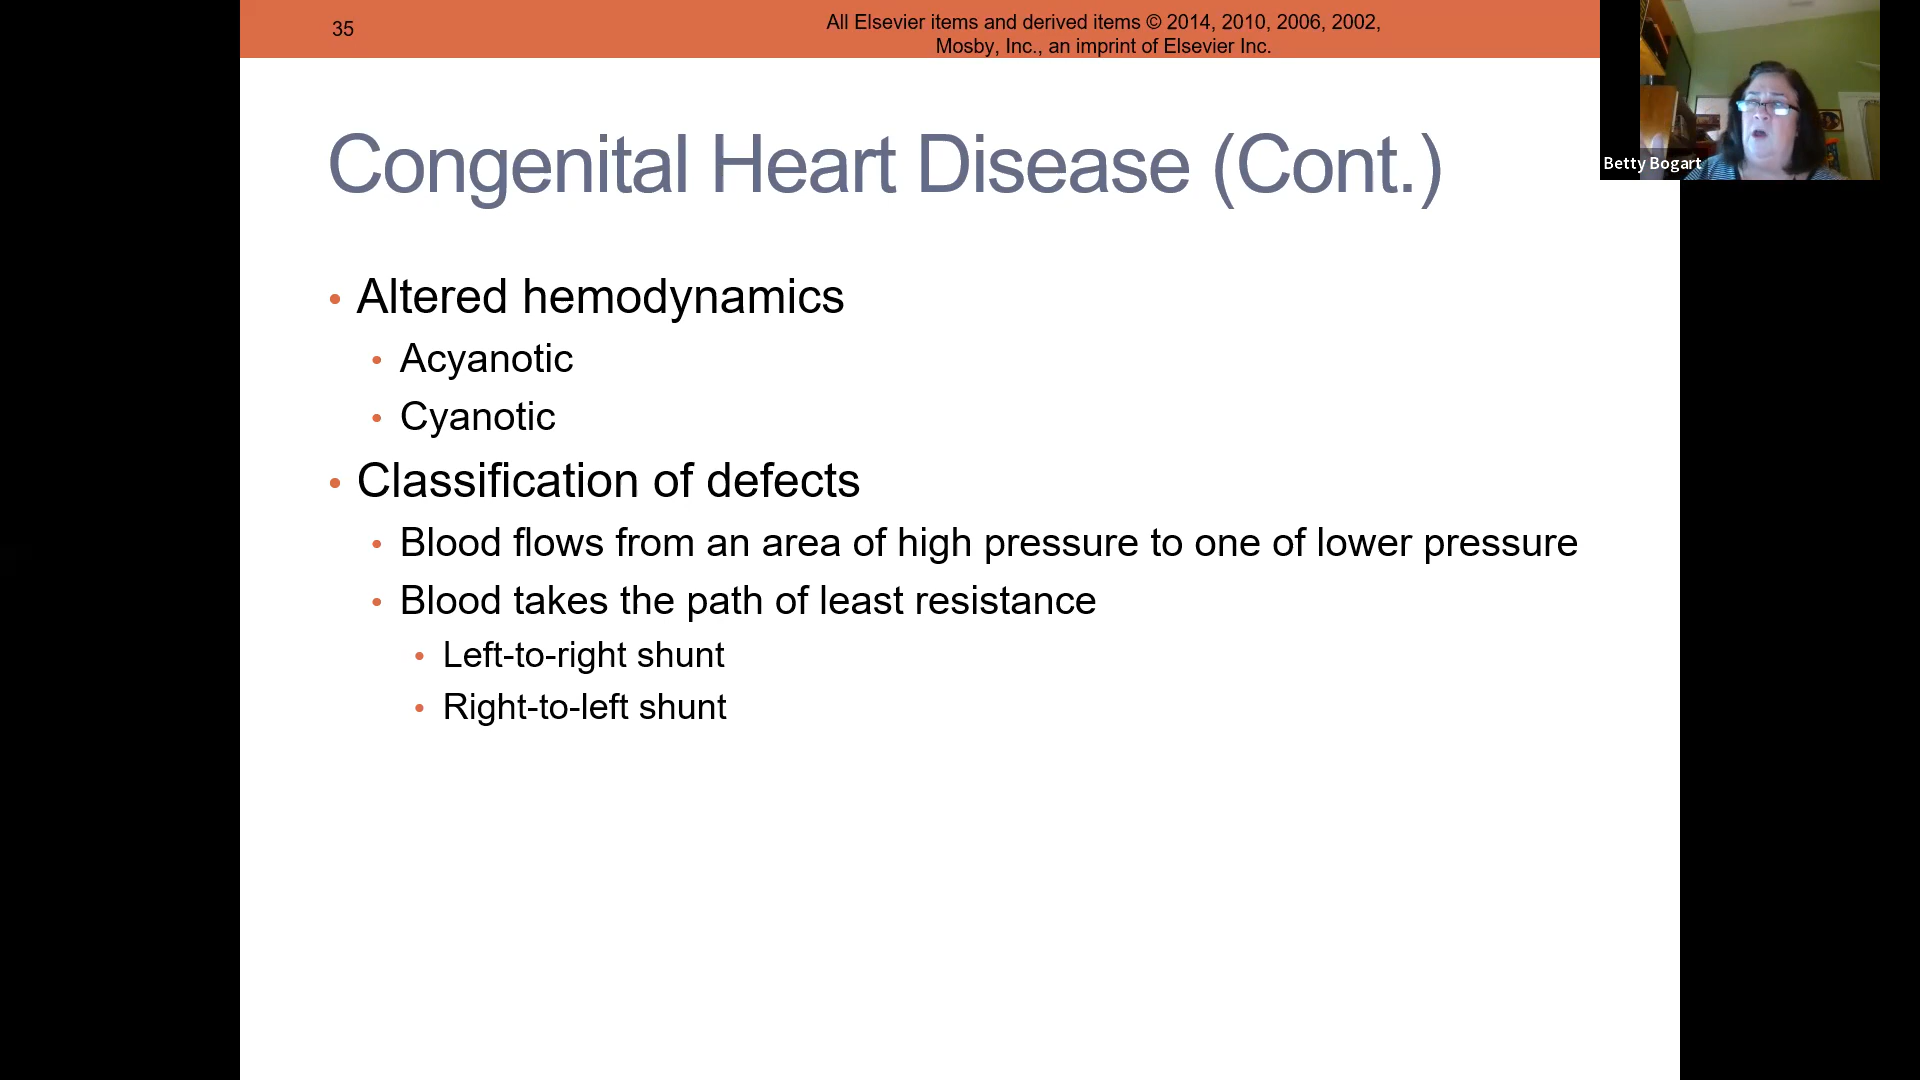 35
All Elsevier items and derived items © 2014, 2010, 2006, 2002,
Mosby, Inc., an imprint of Elsevier Inc.
Betty Bogart
Congenital Heart Disease (Cont.)
• Altered hemodynamics
• Acyanotic
• Cyanotic
• Classification of defects
• Blood flows from an area of high pressure to one of lower pressure
• Blood takes the path of least resistance
• Left-to-right shunt
• Right-to-left shunt